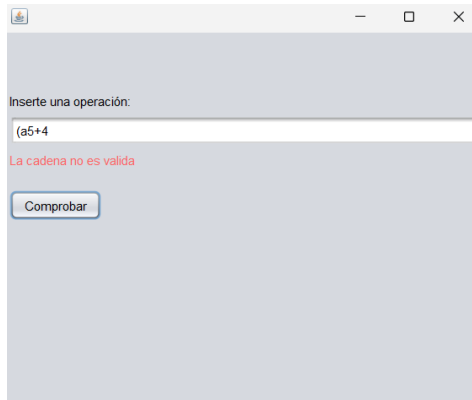 Inserte una operación:
(a5+4
La cadena no es valida
Comprobar